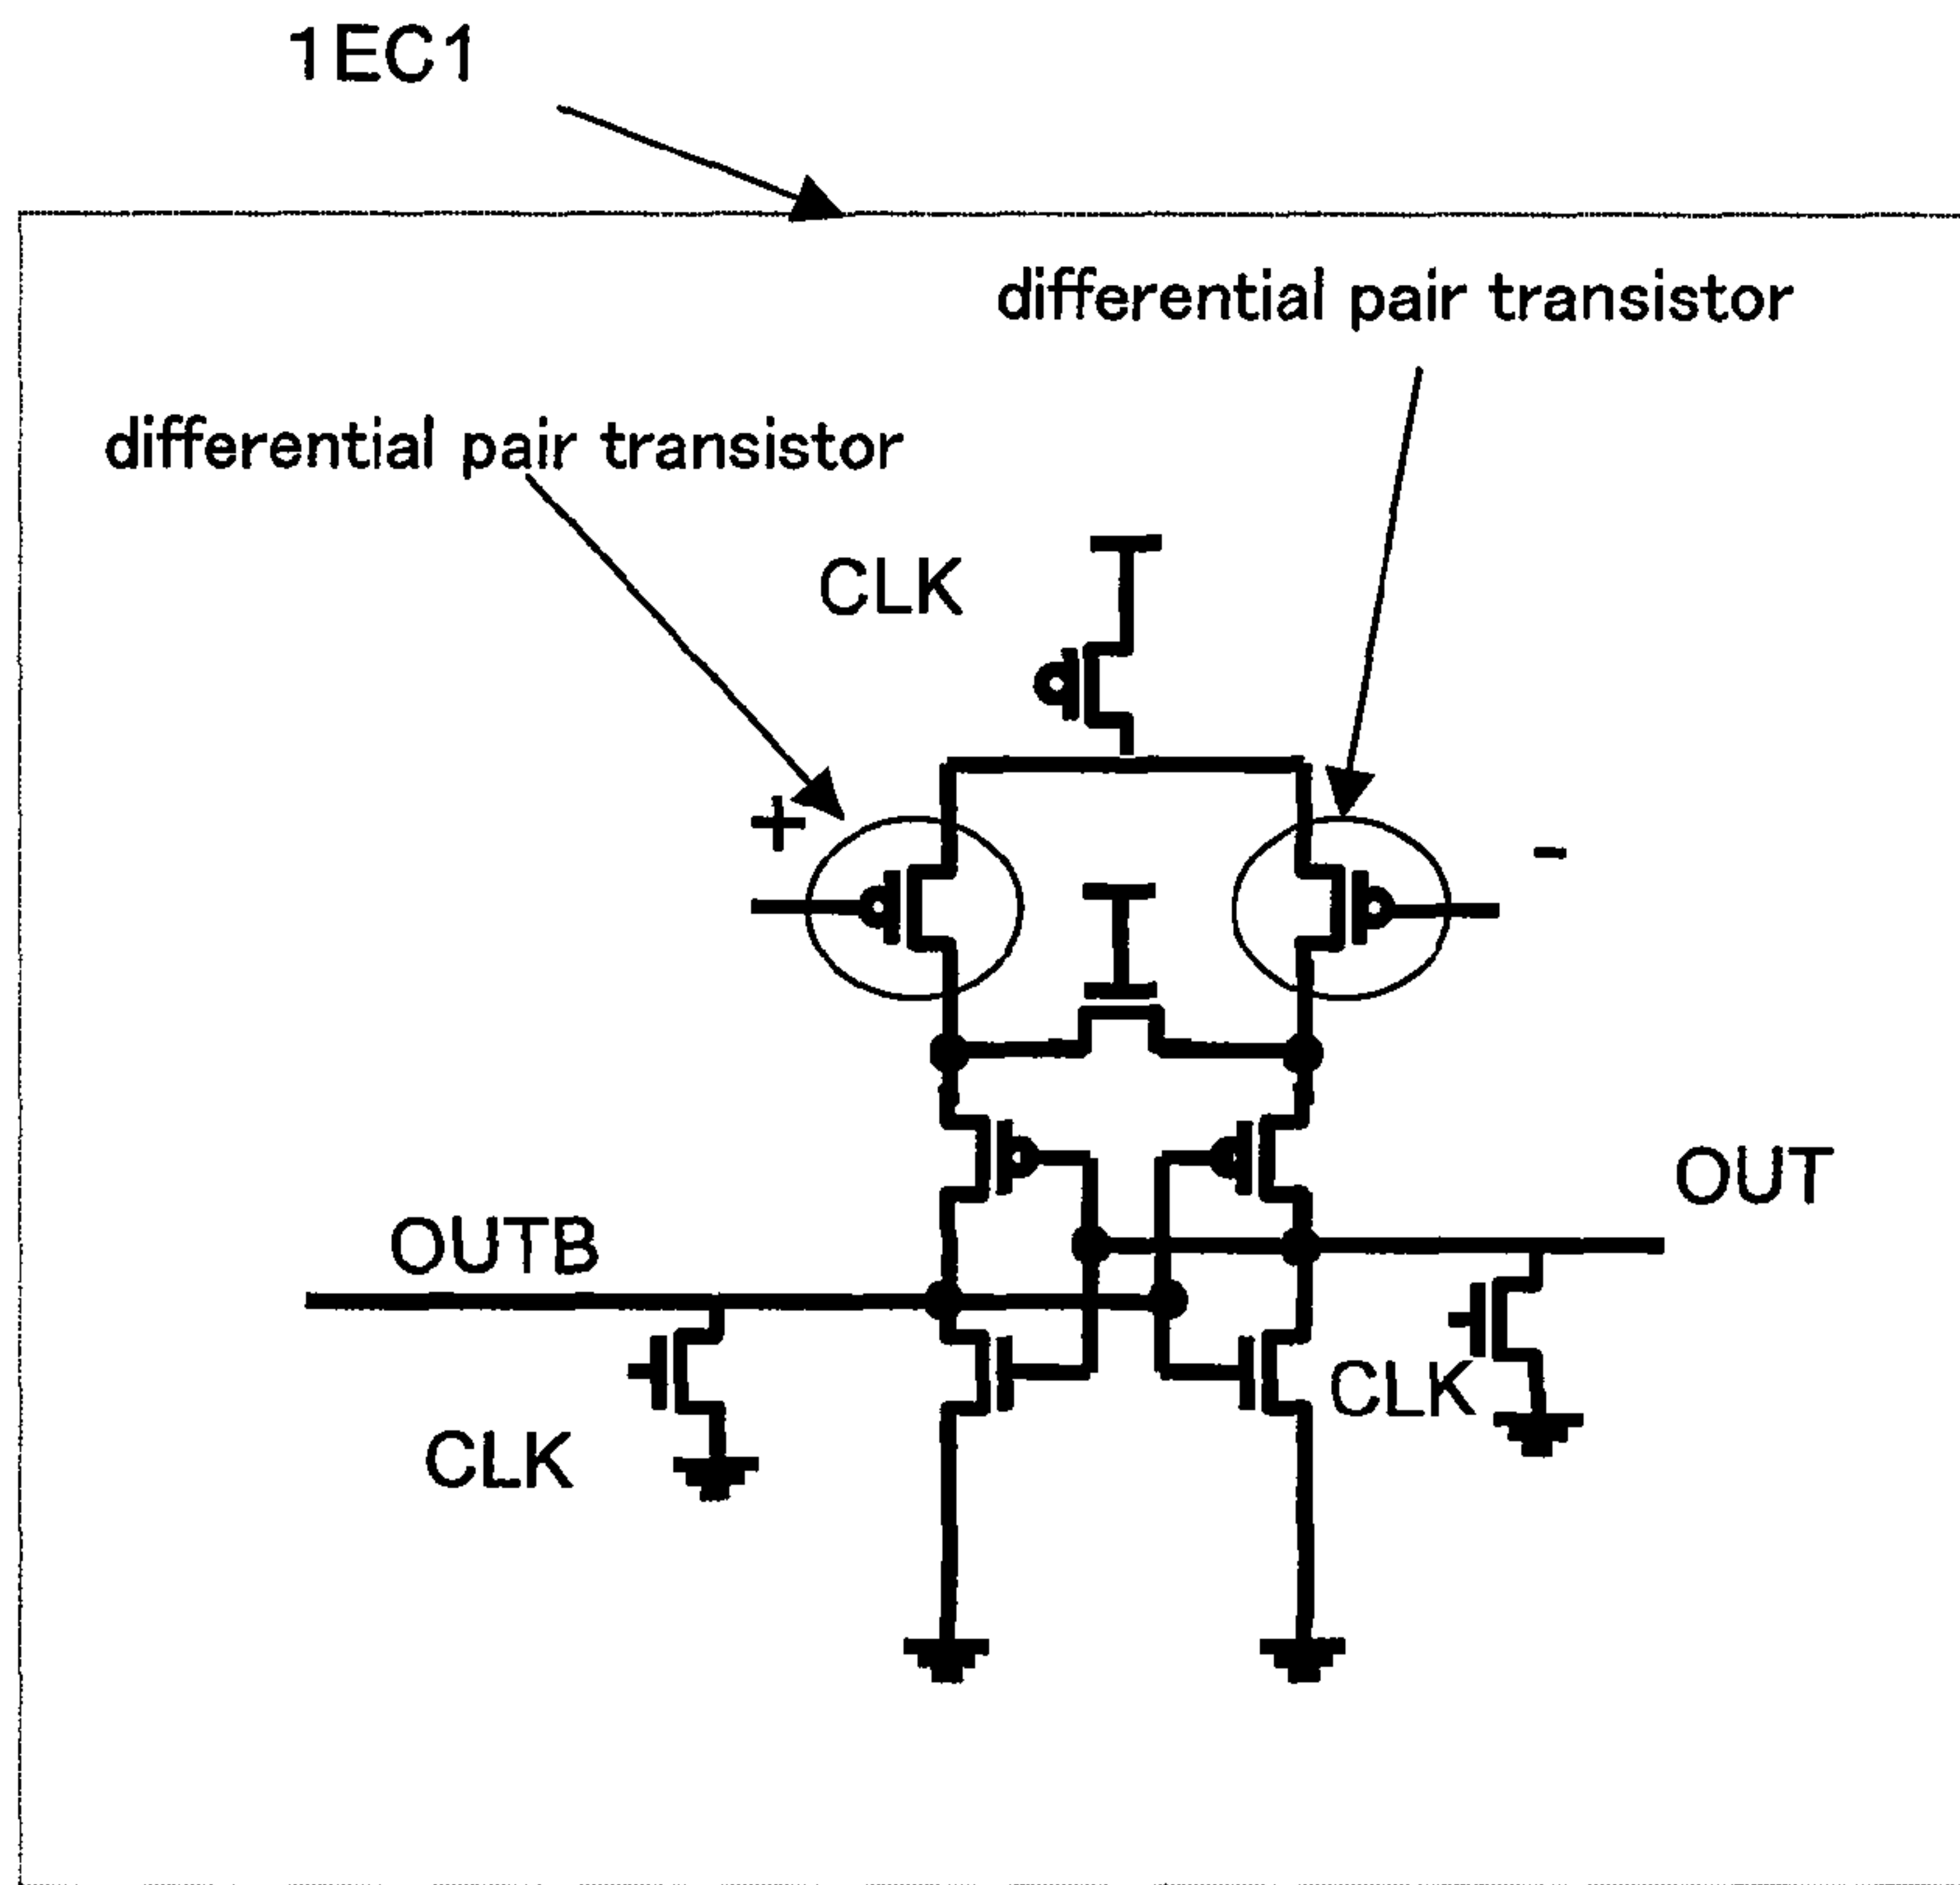 1EC1
differential pair transistor
differential pair transistor
CLK
+
-
OUT
OUTB
CLK
CLK